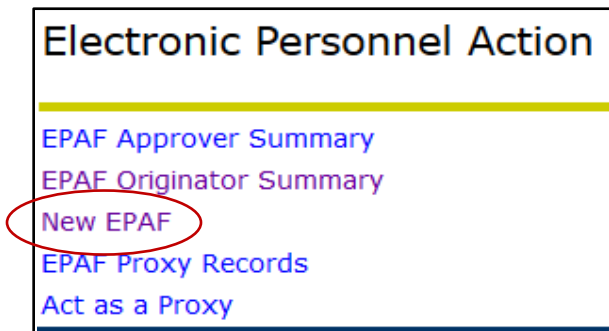 Electronic Personnel Action
EPAF Approver Summary
EPAF Originator Summary
New EPAF
EPAF Proxy Records
Act as a Proxy